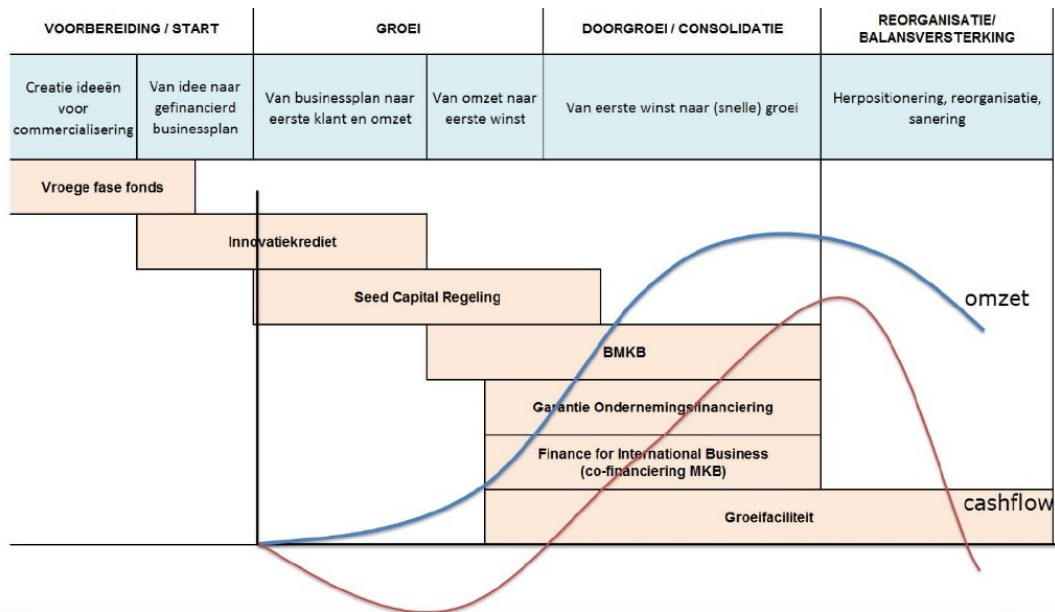 VOORBEREIDING / START
GROEI
DOORGROEI / CONSOLIDATIE
REORGANISATIE/
BALANSVERSTERKING
Creatie ideeën
voor
commercialisering
Van idee naar
gefinancierd
businessplan
Van businessplan naar
eerste klant en omzet
Van omzet naar
eerste winst
Van eerste winst naar (snelle) groei
Herpositionering, reorganisatie,
sanering
Vroege fase fonds
Innovatiekrediet
Seed Capital Regeling
omzet
BMKB
Garantie Ondernemingsfinanciering
Finance for International Business
(co-financiering MKB)
cashflow
Groeifaciliteit